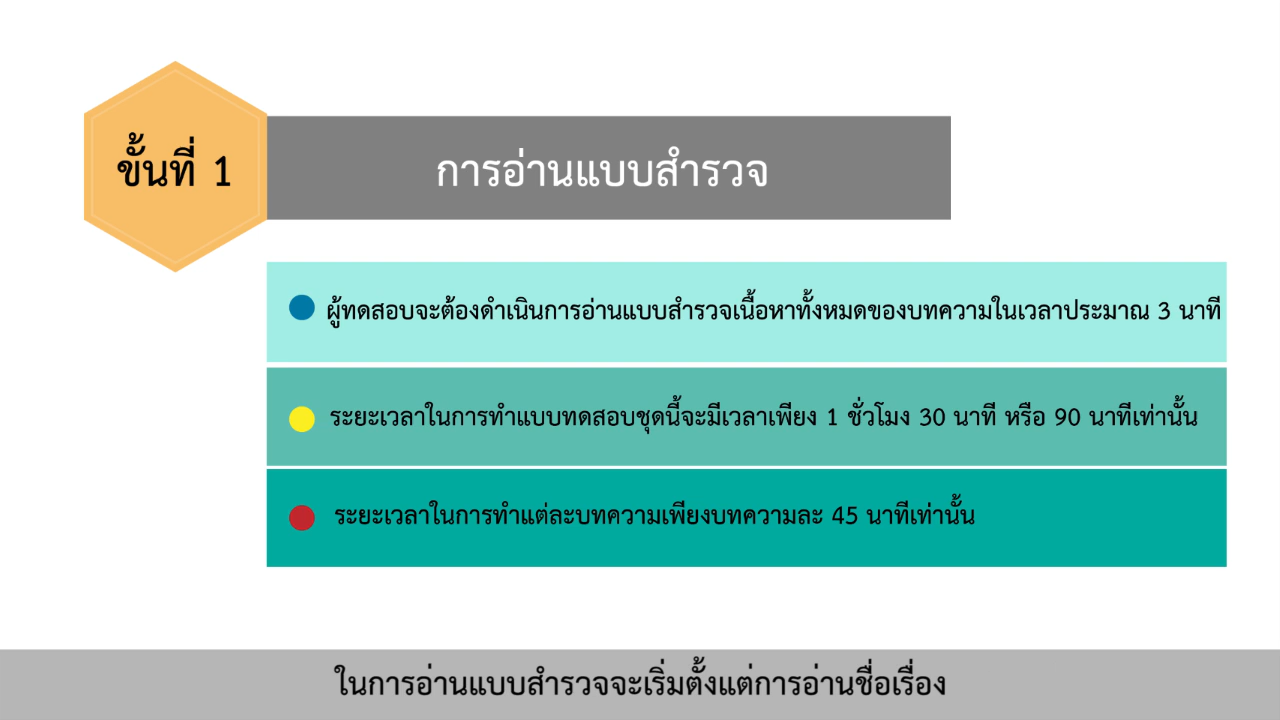 ขั้นที่ 1
การอ่านแบบสำรวจ
ผู้ทดสอบจะต้องดำเนินการอ่านแบบสำรวจเนื้อหาทั้งหมดของบทความในเวลาประมาณ 3 นาที
ระยะเวลาในการทำแบบทดสอบชุดนี้จะมีเวลาเพียง 1 ชั่วโมง 30 นาที หรือ 90 นาทีเท่านั้น
ระยะเวลาในการทำแต่ละบทความเพียงบทความละ 45 นาทีเท่านั้น
ในการอ่านแบบสำรวจจะเริ่มตั้งแต่การอ่านชื่อเรื่อง